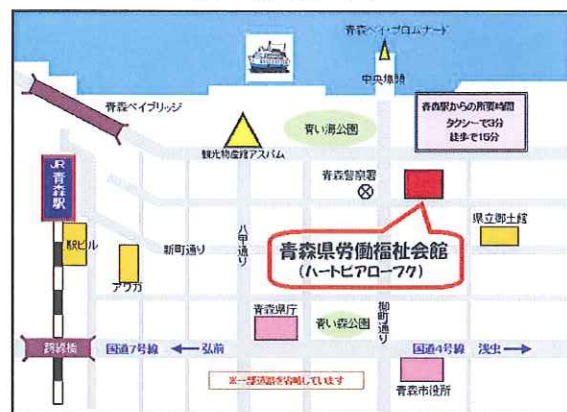 青森ベイ・プロムナード
中央埠頭
青森ベイブリッジ
青森駅からの所要時間
タクシーで3分
徒歩で15分
青い海公園
観光物産館アスパム
青森警察署
JR
青森駅
駅ビル
アウガ
新町通り
八甲通り
県立郷土館
青森県労働福祉会館
(ハートピアローフク)
柳町通り
青森県庁
青い森公園
跨線橋
国道7号線
←弘前
国道4号線
浅虫→
※一部道路を省略しています
青森市役所